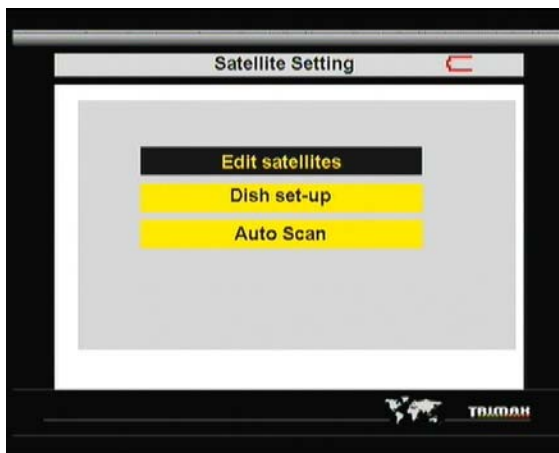 Satellite Setting
Edit satellites
Dish set-up
Auto Scan
TRIMAX